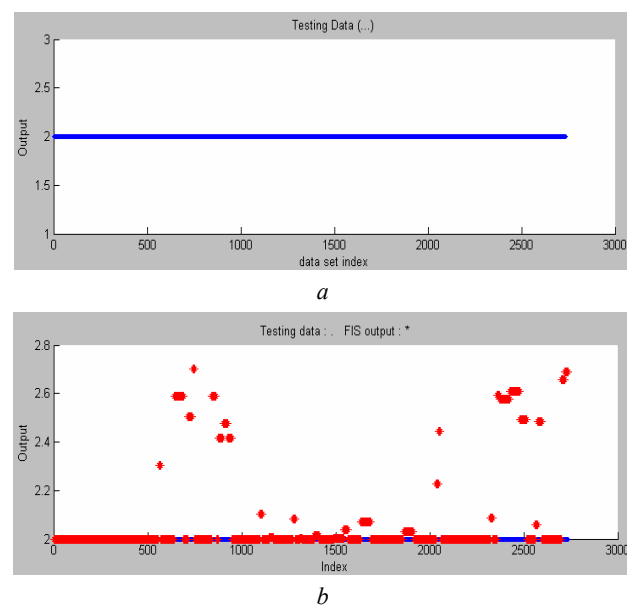 Testing Data (...)
3
2.5
2
1.5
1
Output
0 500 1000 1500 2000 2500 3000
data set index
a
Testing data : . FIS output : *
2.8
2.6
2.4
2.2
2
Output
0 500 1000 1500 2000 2500 3000
Index
b